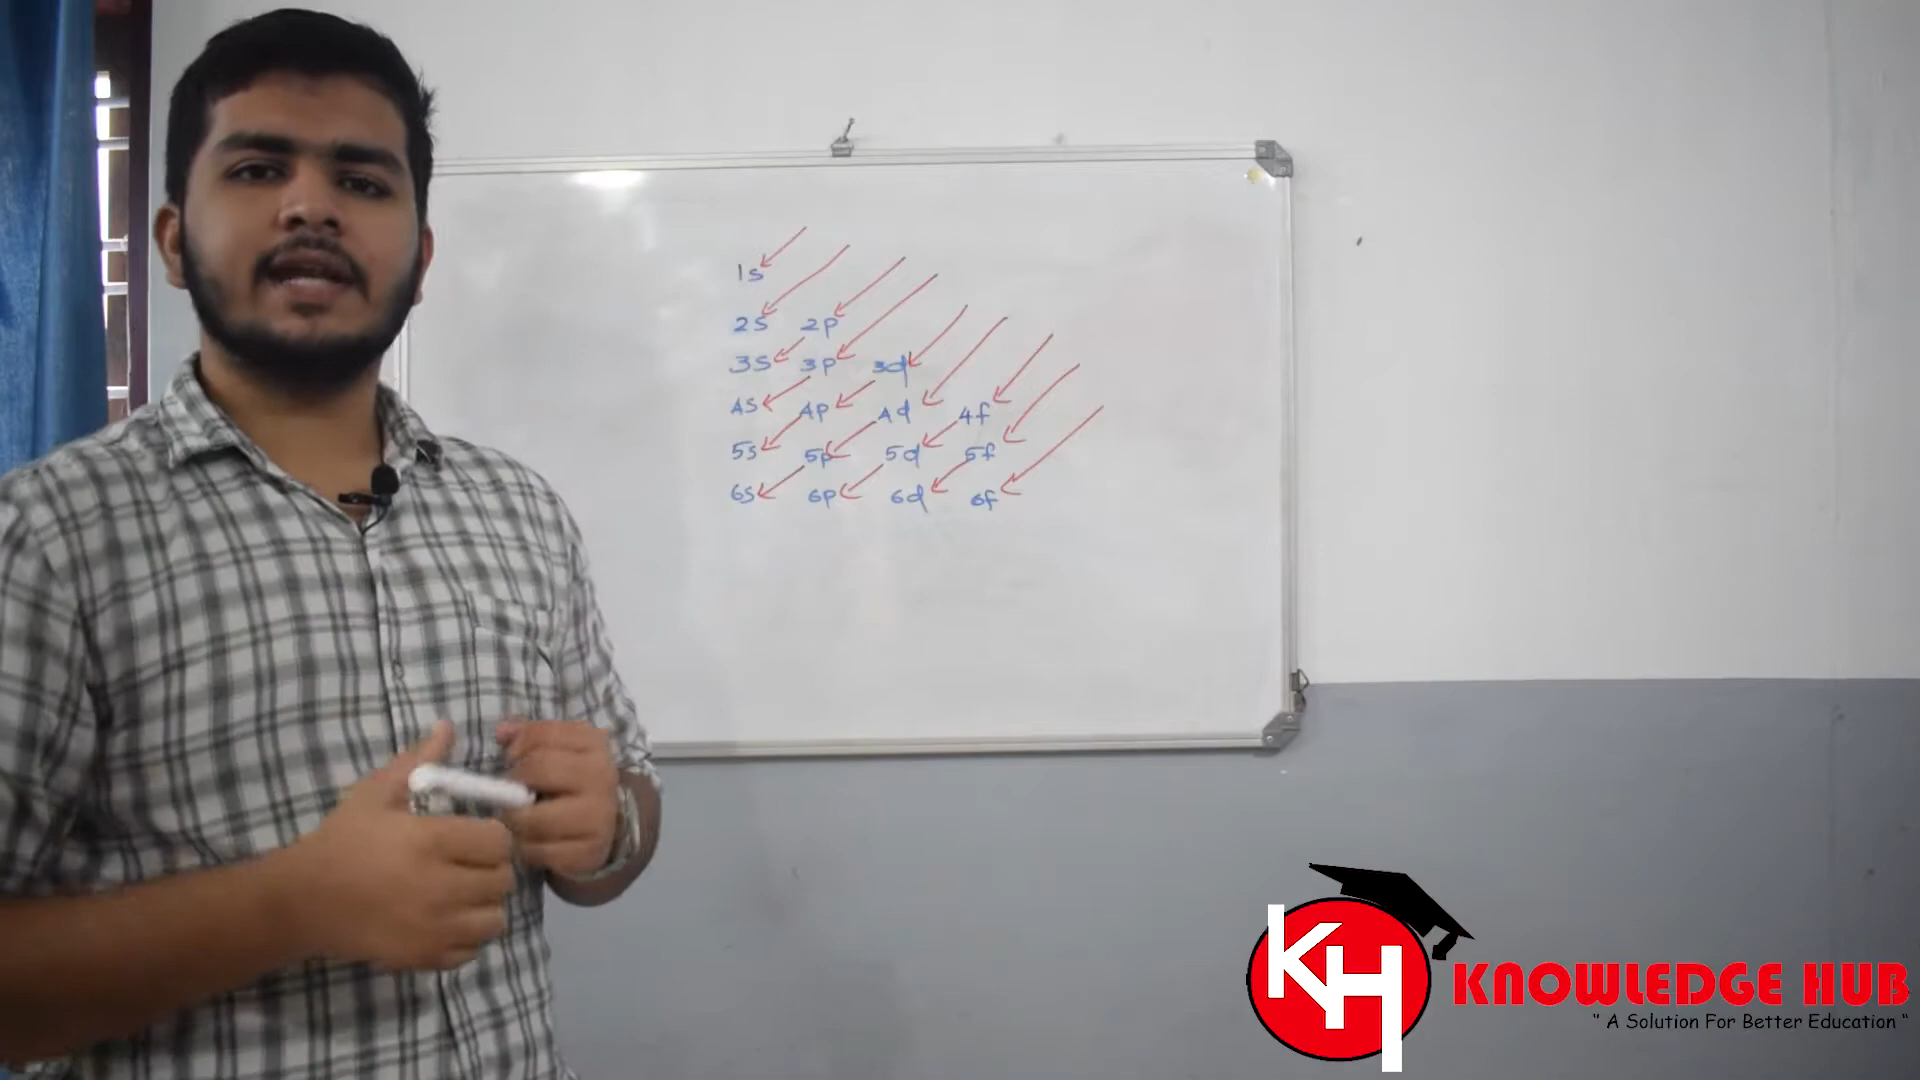 1s
2s 2p
3s 3p 3d
4s 4p 4d 4f
5s 5p 5d 5f
6s 6p 6d 6f
KH
KNOWLEDGE HUB
" A Solution For Better Education "